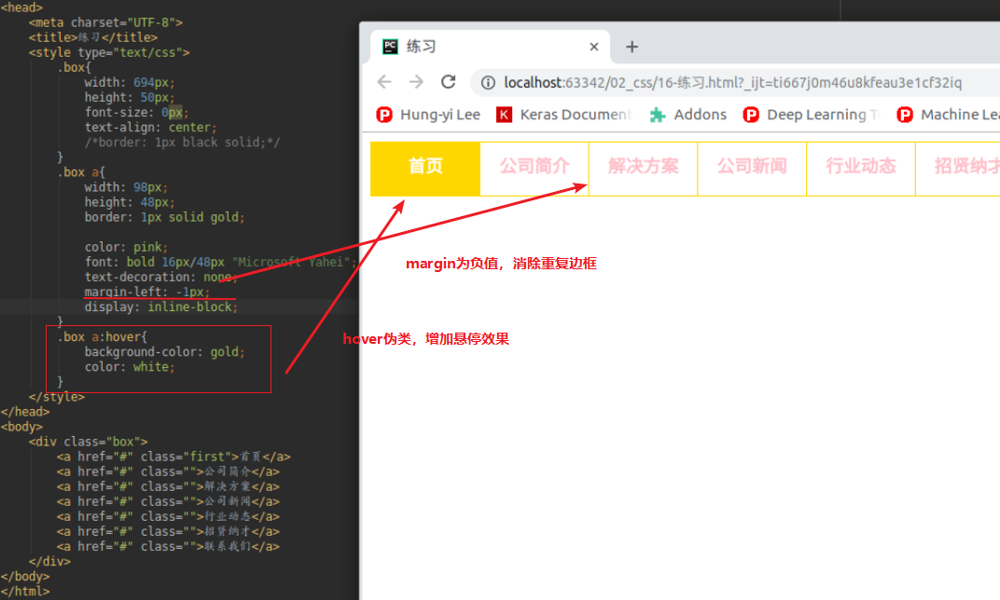 <head>
<meta charset="UTF-8">
<title>练习</title>
<style type="text/css">
.box{
width: 694px;
height: 50px;
font-size: 0px;
text-align: center;
/*border: 1px black solid;*/
}
.box a{
width: 98px;
height: 48px;
border: 1px solid gold;
color: pink;
font: bold 16px/48px "Microsoft Yahei";
text-decoration: none;
margin-left: -1px;
display: inline-block;
}
.box a:hover{
background-color: gold;
color: white;
}
</style>
</head>
<body>
<div class="box">
<a href="#" class="first">首页</a>
<a href="#" class="">公司简介</a>
<a href="#" class="">解决方案</a>
<a href="#" class="">公司新闻</a>
<a href="#" class="">行业动态</a>
<a href="#" class="">招贤纳才</a>
<a href="#" class="">联系我们</a>
</div>
</body>
</html>
PC 练习 × +
localhost:63342/02_css/16-练习.html?_ijt=ti667j0m46u8kfeau3e1cf32iq
Hung-yi Lee K Keras Document Addons Deep Learning Machine Lea
首页 公司简介 解决方案 公司新闻 行业动态 招贤纳才
margin为负值，消除重复边框
hover伪类，增加悬停效果